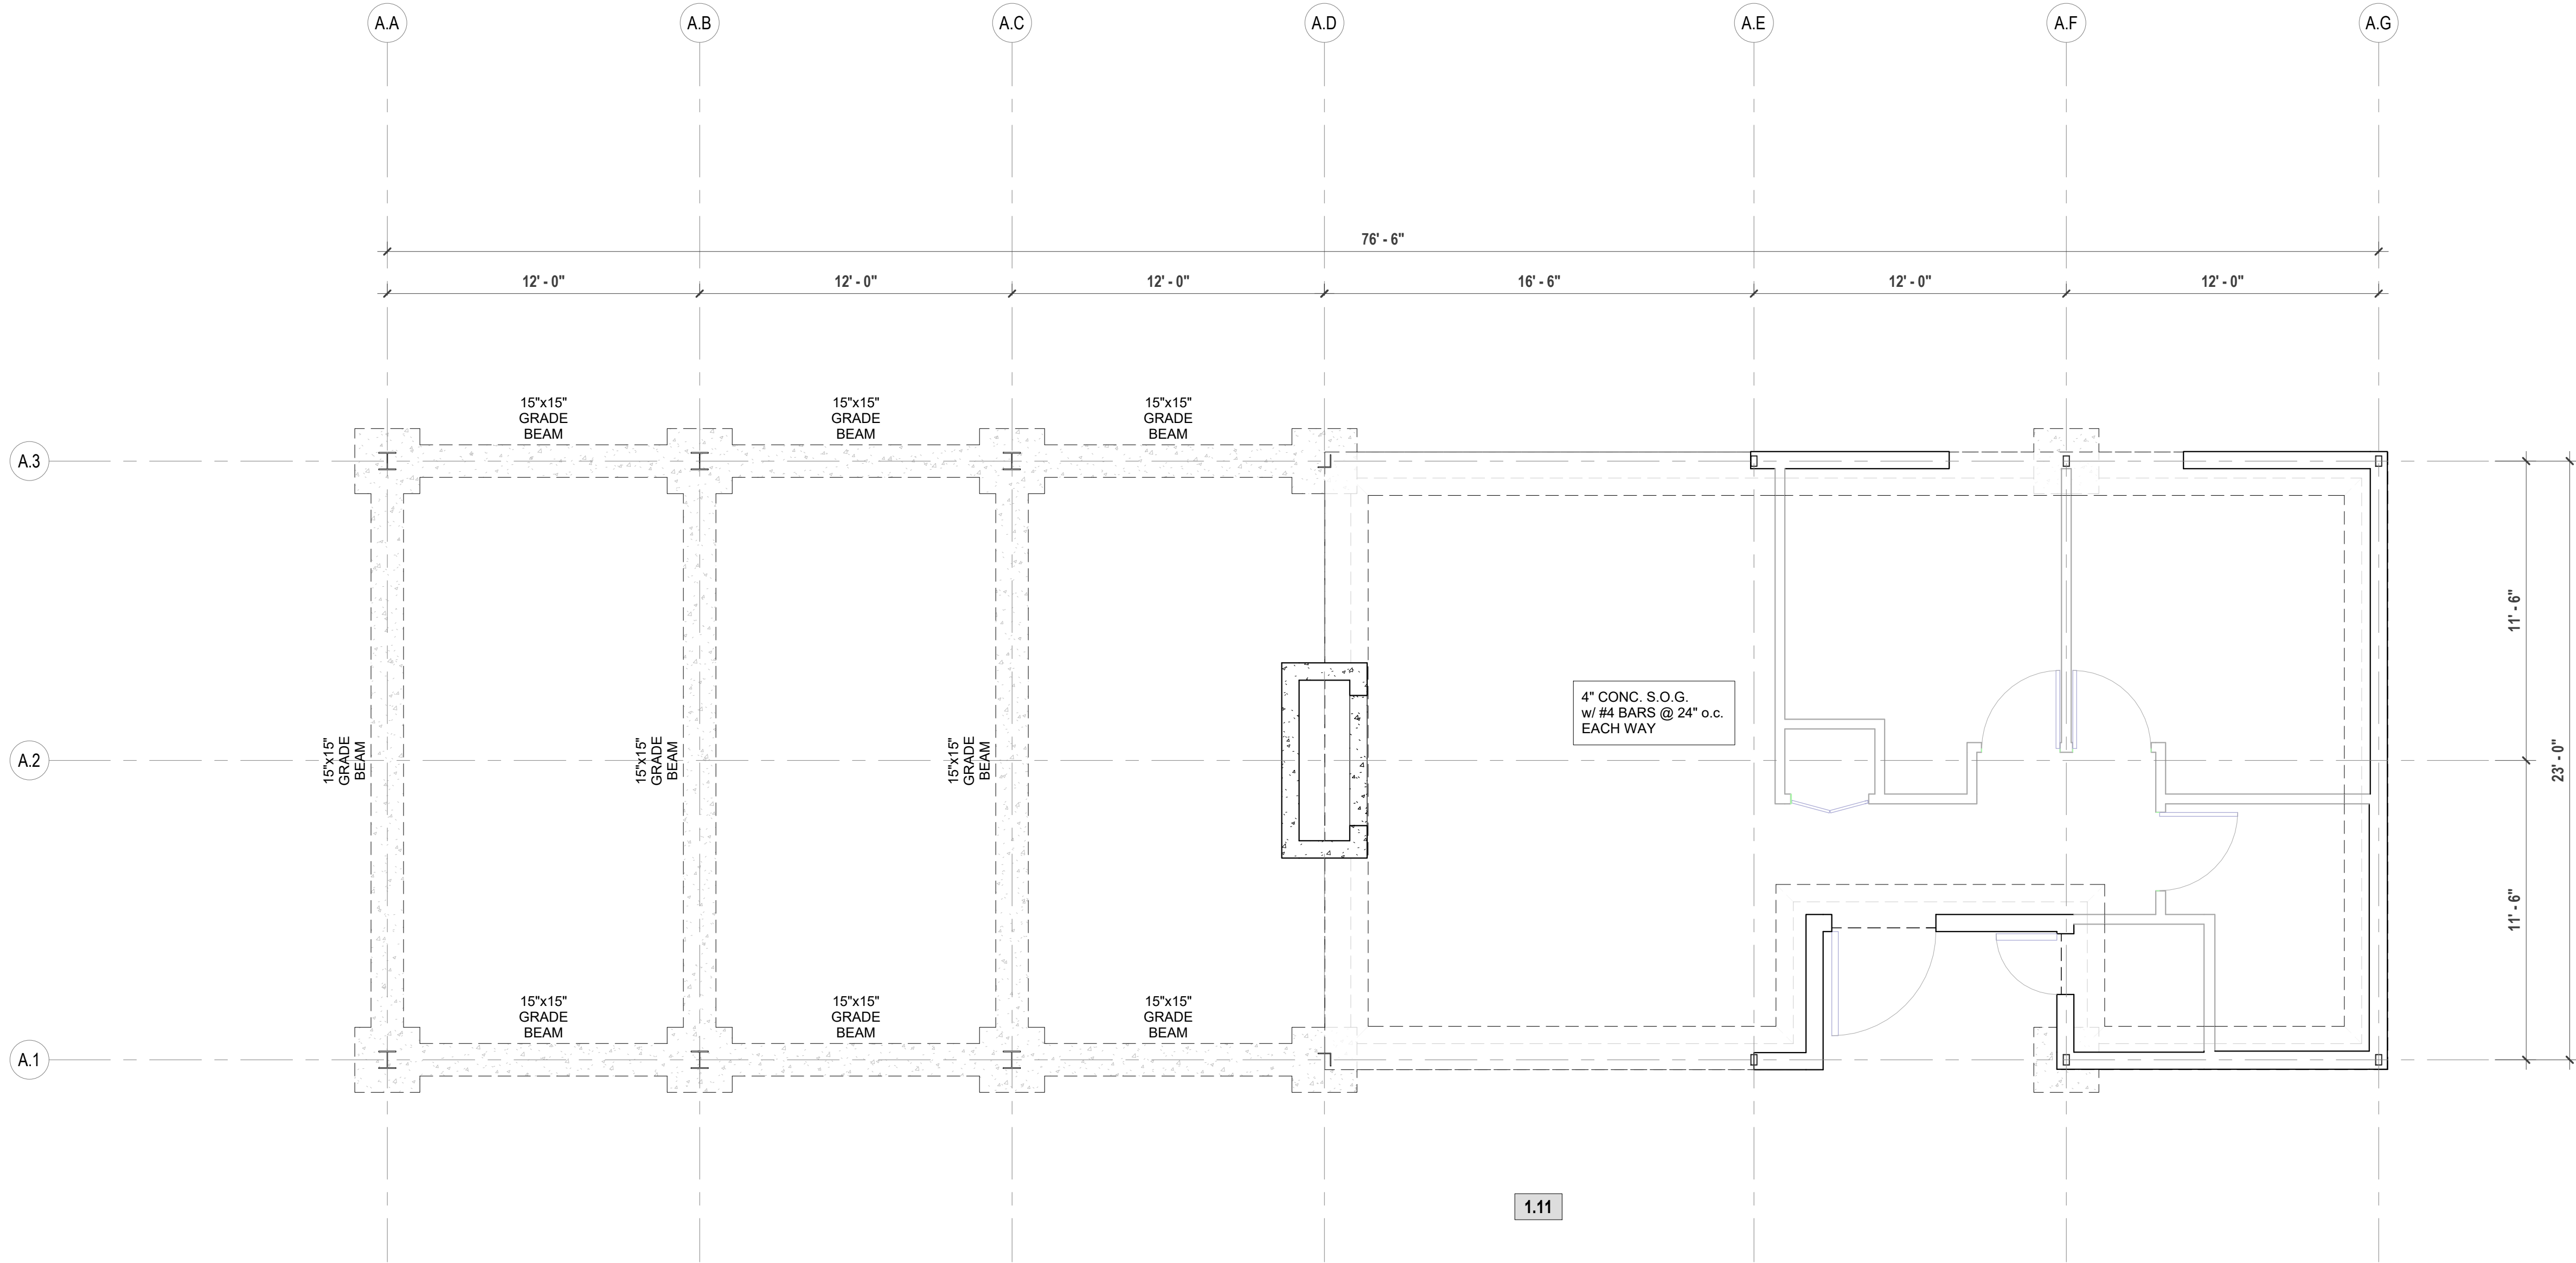 A.A
A.B
A.C
A.D
A.E
A.F
A.G
76' - 6"
12' - 0"
12' - 0"
12' - 0"
16' - 6"
12' - 0"
12' - 0"
15"x15"
GRADE
BEAM
15"x15"
GRADE
BEAM
15"x15"
GRADE
BEAM
A.3
11' - 6"
15"x15"
GRADE
BEAM
15"x15"
GRADE
BEAM
15"x15"
GRADE
BEAM
4" CONC. S.O.G.
w/ #4 BARS @ 24" o.c.
EACH WAY
A.2
23' - 0"
11' - 6"
15"x15"
GRADE
BEAM
15"x15"
GRADE
BEAM
15"x15"
GRADE
BEAM
A.1
1.11